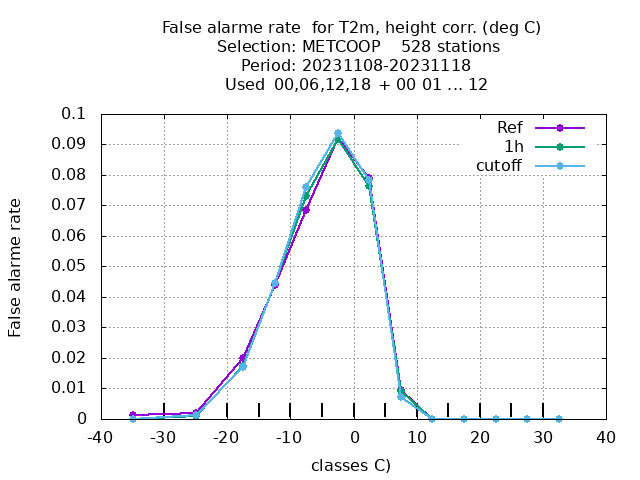 False alarme rate  for T2m, height corr. (deg C)
Selection: METCOOP    528 stations
Period: 20231108-20231118
Used  00,06,12,18  + 00 01 ... 12
Ref
1h
cutoff
False alarme rate
0.1
0.09
0.08
0.07
0.06
0.05
0.04
0.03
0.02
0.01
0
-40 -30 -20 -10 0 10 20 30 40
classes C)